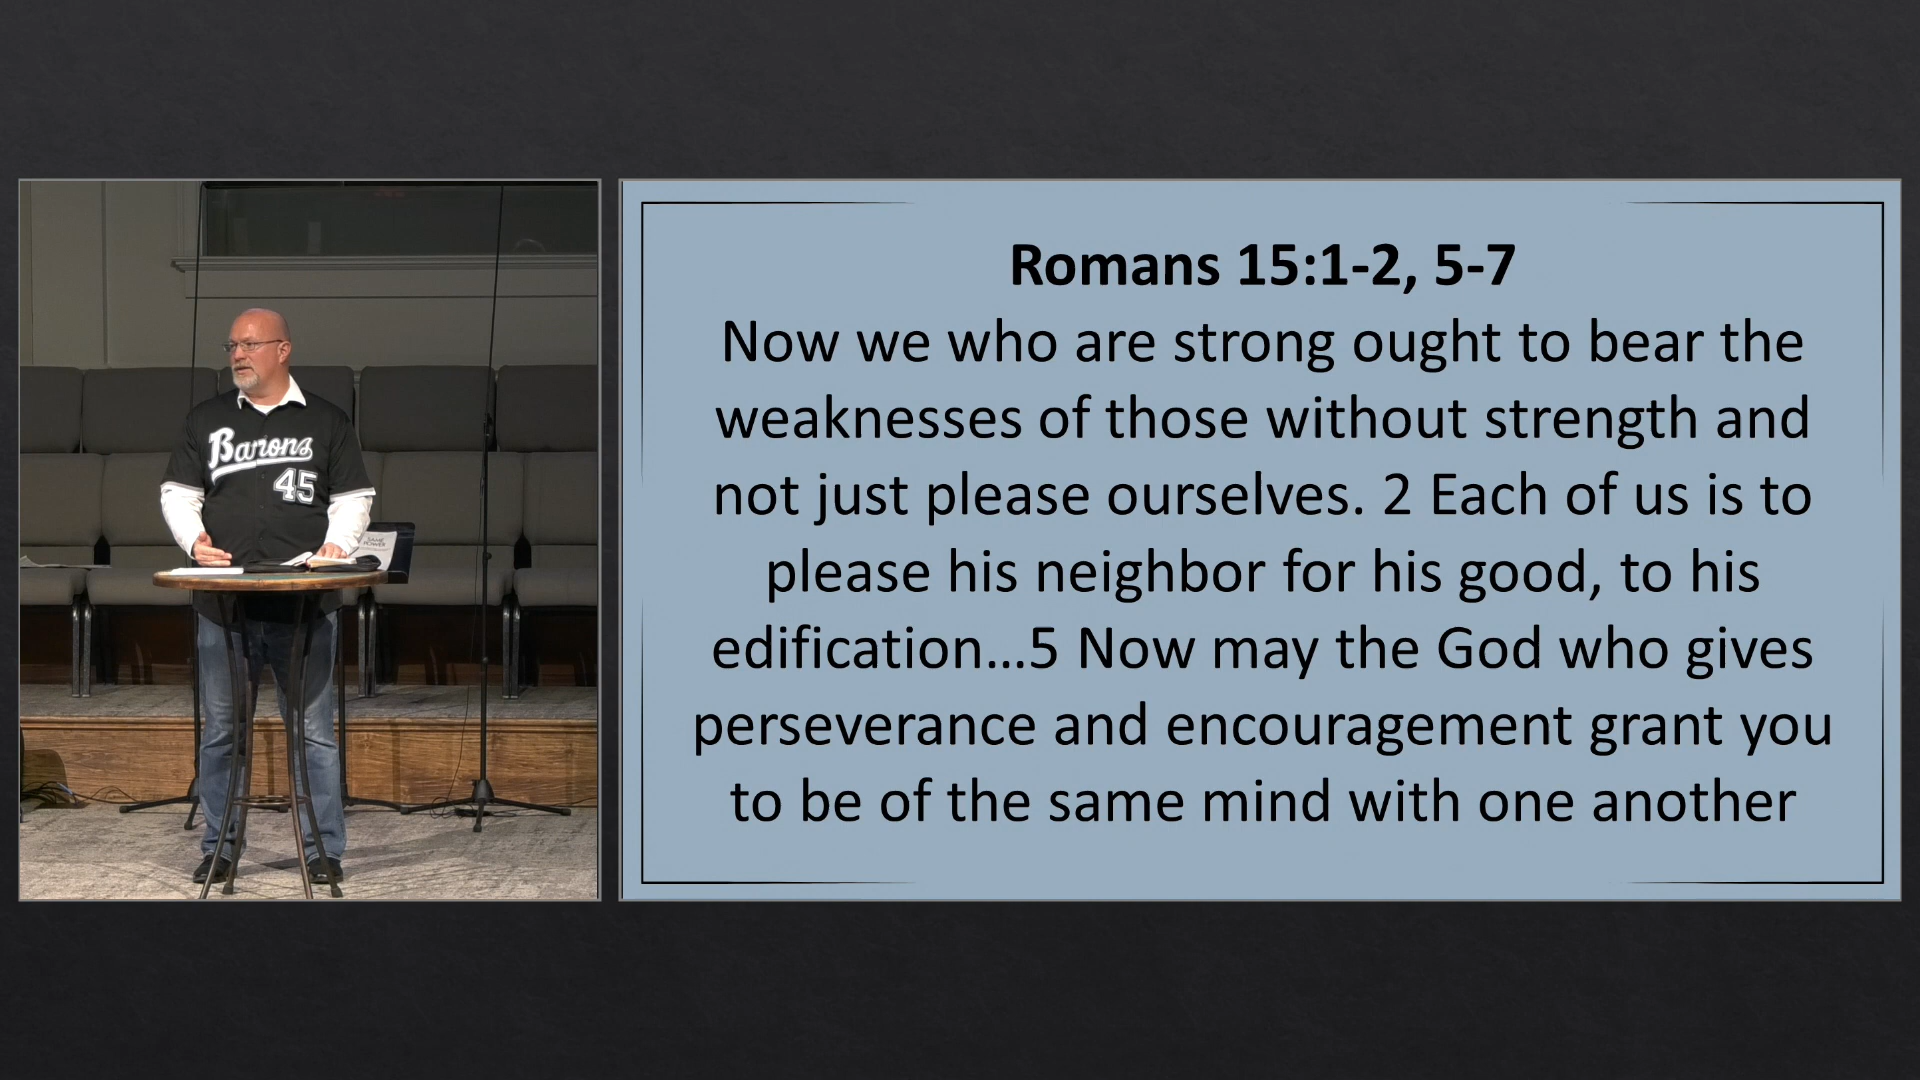 Barons
45
SAME
POWER
Romans 15:1-2, 5-7
Now we who are strong ought to bear the
weaknesses of those without strength and
not just please ourselves. 2 Each of us is to
please his neighbor for his good, to his
edification…5 Now may the God who gives
perseverance and encouragement grant you
to be of the same mind with one another